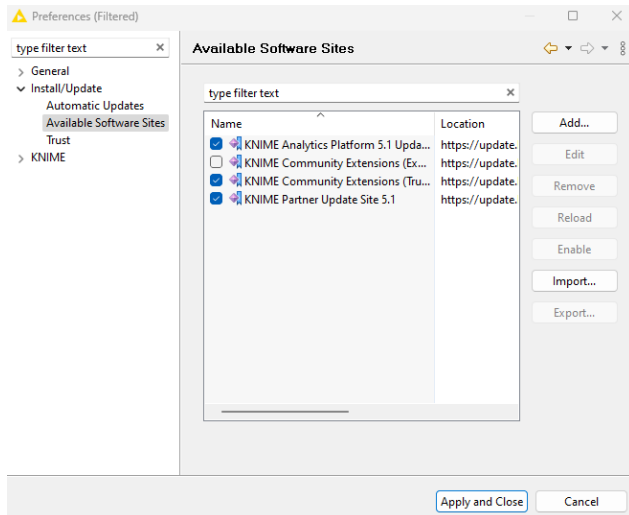 Preferences (Filtered)
type filter text
General
Install/Update
Automatic Updates
Available Software Sites
Trust
KNIME
Available Software Sites
type filter text
Name Location
KNIME Analytics Platform 5.1 Upda... https://update.
KNIME Community Extensions (Ex... https://update.
KNIME Community Extensions (Tru... https://update.
KNIME Partner Update Site 5.1 https://update.
Add...
Edit
Remove
Reload
Enable
Import...
Export...
Apply and Close
Cancel